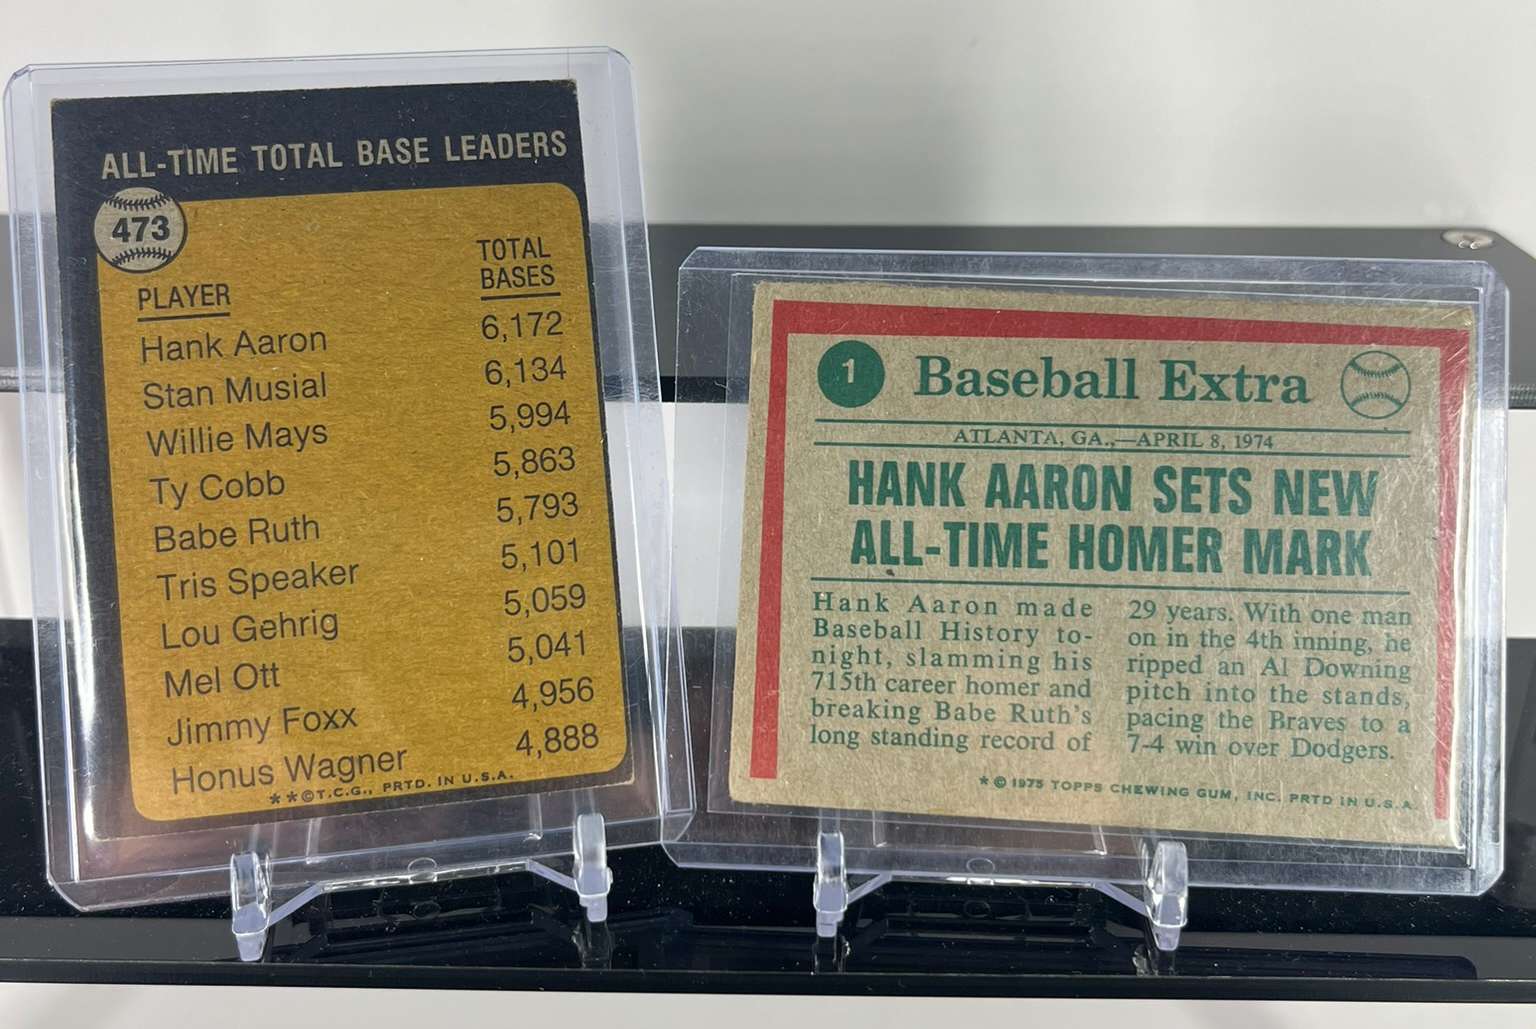 ALL-TIME TOTAL BASE LEADERS
473
PLAYER TOTAL BASES
Hank Aaron 6,172
Stan Musial 6,134
Willie Mays 5,994
Ty Cobb 5,863
Babe Ruth 5,793
Tris Speaker 5,101
Lou Gehrig 5,059
Mel Ott 5,041
Jimmy Foxx 4,956
Honus Wagner 4,888
**©T.C.G., PRTD. IN U.S.A.
1 Baseball Extra
ATLANTA, GA.,—APRIL 8, 1974
HANK AARON SETS NEW
ALL-TIME HOMER MARK
Hank Aaron made
Baseball History to-
night, slamming his
715th career homer and
breaking Babe Ruth's
long standing record of
29 years. With one man
on in the 4th inning, he
ripped an Al Downing
pitch into the stands,
pacing the Braves to a
7-4 win over Dodgers.
*© 1975 TOPPS CHEWING GUM, INC. PRTD IN U.S.A.